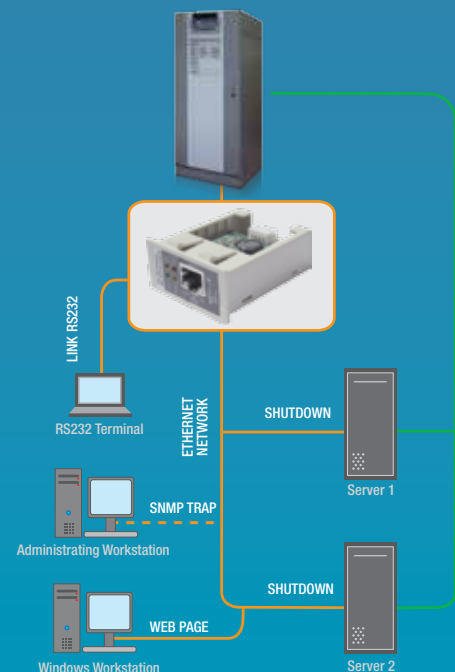 LINK RS232
RS232 Terminal
ETHERNET
NETWORK
SHUTDOWN
Server 1
SNMP TRAP
Administrating Workstation
SHUTDOWN
WEB PAGE
Windows Workstation
Server 2